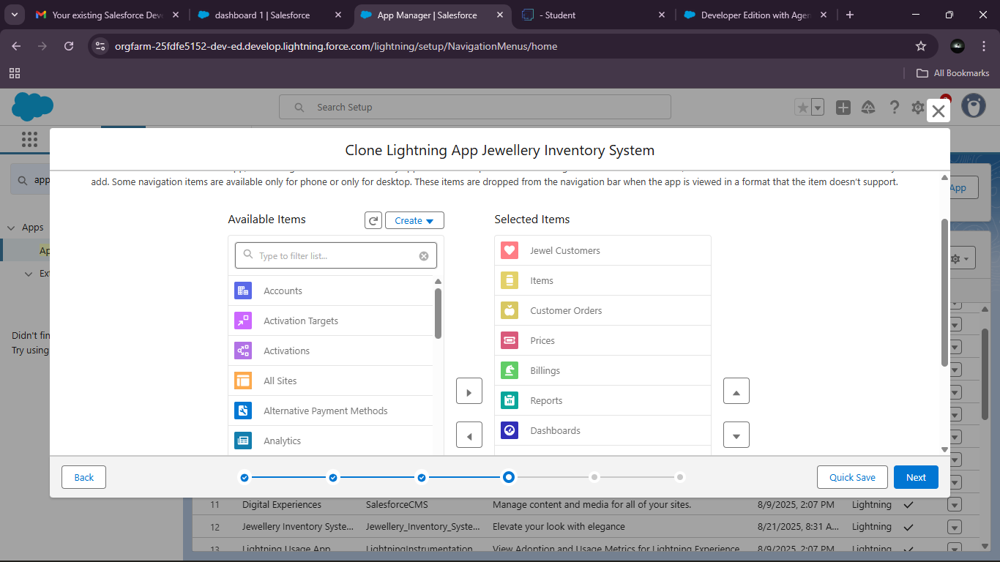 Your existing Salesforce Deve
dashboard 1 | Salesforce
App Manager | Salesforce
- Student
Developer Edition with Agen
orgfarm-25fdfe5152-dev-ed.develop.lightning.force.com/lightning/setup/NavigationMenus/home
All Bookmarks
Search Setup
Clone Lightning App Jewellery Inventory System
app
add. Some navigation items are available only for phone or only for desktop. These items are dropped from the navigation bar when the app is viewed in a format that the item doesn't support.
App
Available Items
Create
Selected Items
Apps
Ap
Ext
Didn't fin
Try using
Type to filter list...
Accounts
Activation Targets
Activations
All Sites
Alternative Payment Methods
Analytics
Jewel Customers
Items
Customer Orders
Prices
Billings
Reports
Dashboards
Back
Quick Save
Next
11 Digital Experiences SalesforceCMS Manage content and media for all of your sites. 8/9/2025, 2:07 PM Lightning
12 Jewellery Inventory Syste... Jewellery_Inventory_Syste... Elevate your look with elegance 8/21/2025, 8:31 A... Lightning
13 Lightning Usage App LightningInstrumentation View Adoption and Usage Metrics for Lightning Experience 8/9/2025, 2:07 PM Lightning